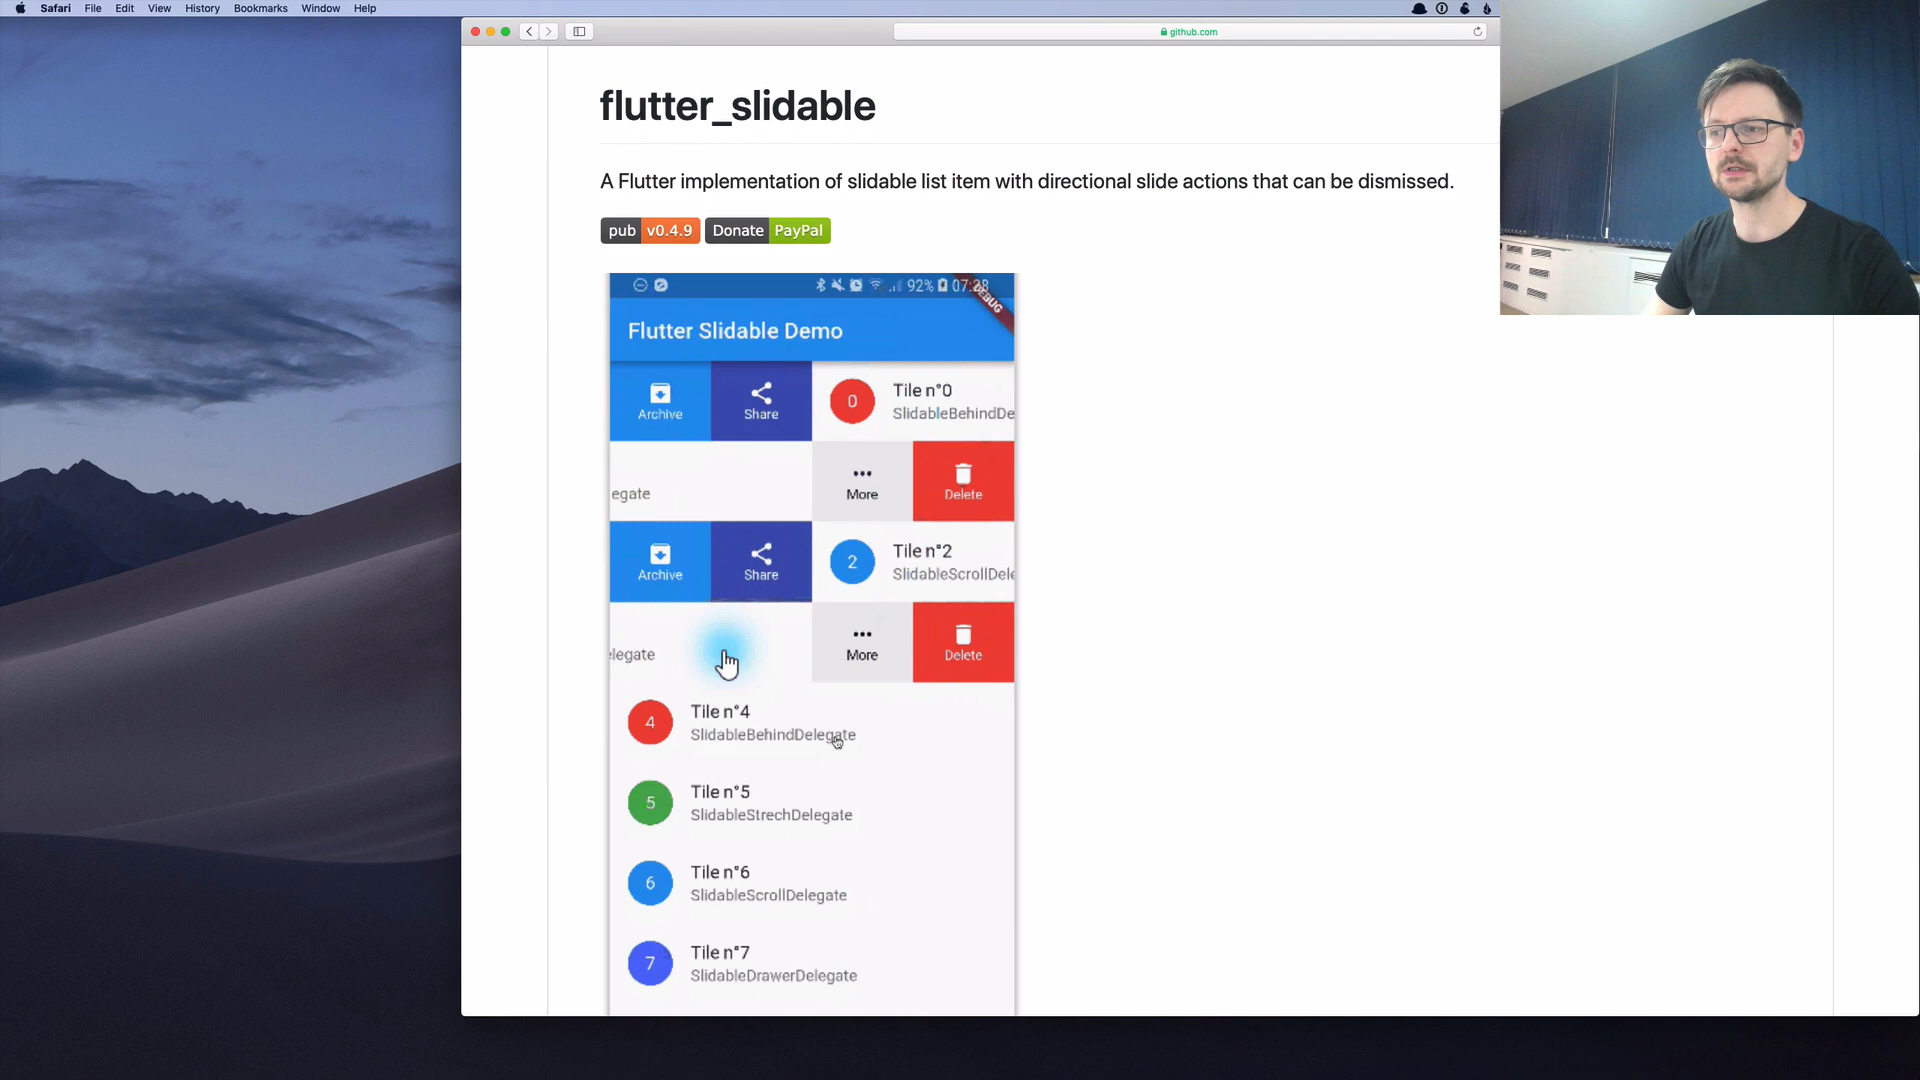 Safari File Edit View History Bookmarks Window Help
github.com
flutter_slidable
A Flutter implementation of slidable list item with directional slide actions that can be dismissed.
pub v0.4.9 Donate PayPal
92% 07:28
DEBUG
Flutter Slidable Demo
Archive Share 0 Tile n°0
SlidableBehindDe
egate More Delete
Archive Share 2 Tile n°2
SlidableScrollDele
elegate More Delete
4 Tile n°4
SlidableBehindDelegate
5 Tile n°5
SlidableStrechDelegate
6 Tile n°6
SlidableScrollDelegate
7 Tile n°7
SlidableDrawerDelegate